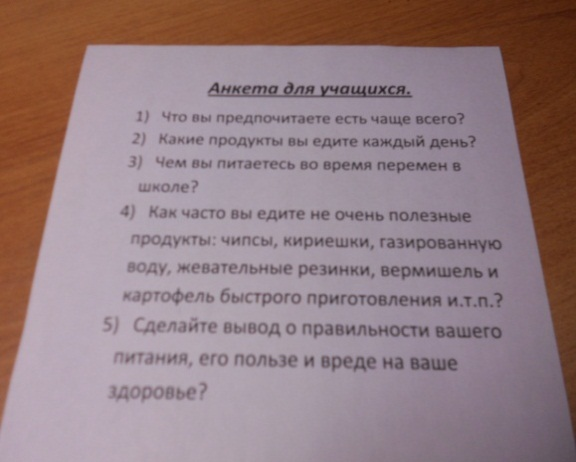 Анкета для учащихся.
1) Что вы предпочитаете есть чаще всего?
2) Какие продукты вы едите каждый день?
3) Чем вы питаетесь во время перемен в
школе?
4) Как часто вы едите не очень полезные
продукты: чипсы, кириешки, газированную
воду, жевательные резинки, вермишель и
картофель быстрого приготовления и.т.п.?
5) Сделайте вывод о правильности вашего
питания, его пользе и вреде на ваше
здоровье?